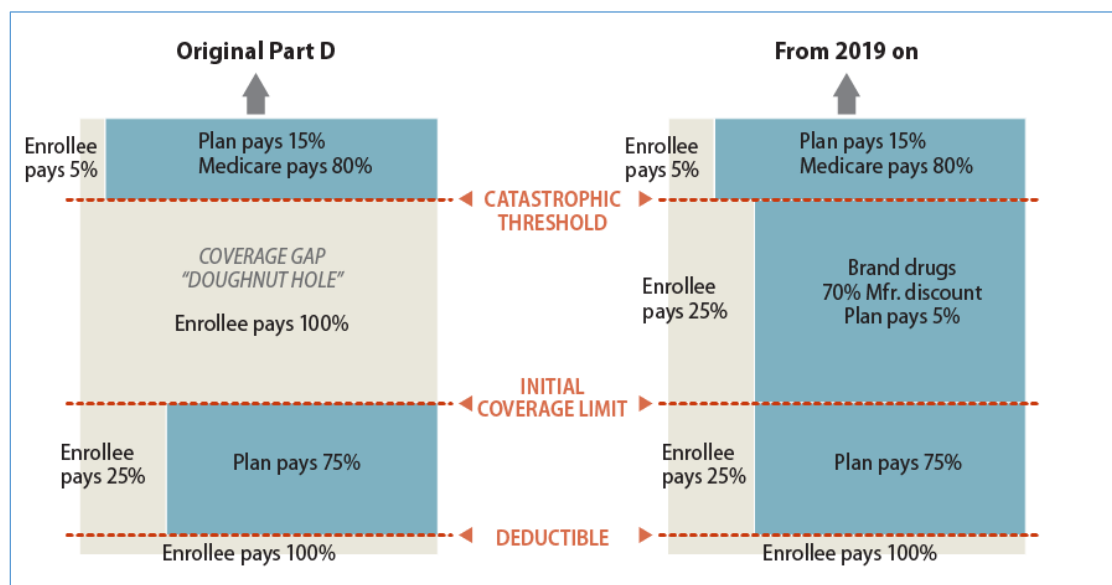 Original Part D
From 2019 on
Enrollee
pays 5%
Plan pays 15%
Medicare pays 80%
Enrollee
pays 5%
Plan pays 15%
Medicare pays 80%
CATASTROPHIC
THRESHOLD
COVERAGE GAP
“DOUGHNUT HOLE”
Enrollee pays 100%
Enrollee
pays 25%
Brand drugs
70% Mfr. discount
Plan pays 5%
INITIAL
COVERAGE LIMIT
Enrollee
pays 25%
Plan pays 75%
Enrollee
pays 25%
Plan pays 75%
DEDUCTIBLE
Enrollee pays 100%
Enrollee pays 100%